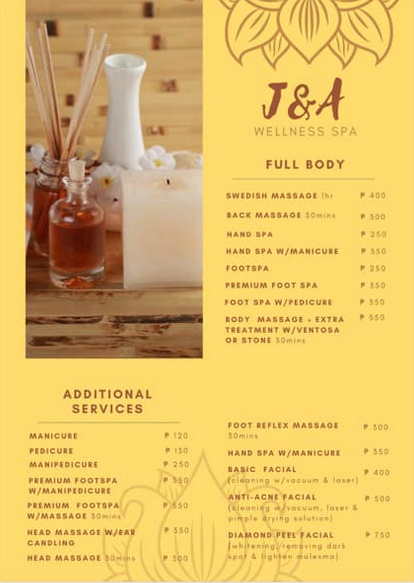 J&A
WELLNESS SPA
FULL BODY
SWEDISH MASSAGE 1hr ₱ 400
BACK MASSAGE 30mins ₱ 300
HAND SPA ₱ 250
HAND SPA W/MANICURE ₱ 350
FOOTSPA ₱ 250
PREMIUM FOOT SPA ₱ 350
FOOT SPA W/PEDICURE ₱ 350
BODY MASSAGE + EXTRA ₱ 550
TREATMENT W/VENTOSA
OR STONE 30mins
ADDITIONAL
SERVICES
MANICURE ₱ 120
PEDICURE ₱ 130
MANIPEDICURE ₱ 250
PREMIUM FOOTSPA ₱ 550
W/MANIPEDICURE
PREMIUM FOOTSPA ₱ 550
W/MASSAGE 30mins
HEAD MASSAGE W/EAR ₱ 350
CANDLING
HEAD MASSAGE 30mins ₱ 300
FOOT REFLEX MASSAGE ₱ 300
30mins
HAND SPA W/MANICURE ₱ 350
BASIC FACIAL ₱ 400
(cleaning w/vacuum & laser)
ANTI-ACNE FACIAL ₱ 500
(cleaning w/vacuum, laser &
pimple drying solution)
DIAMOND PEEL FACIAL ₱ 750
(whitening/removing dark
spot & lighten malesma)